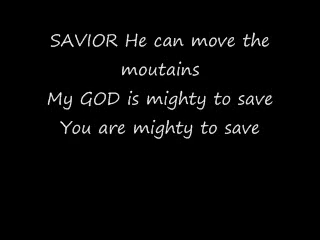 SAVIOR He can move the
moutains
My GOD is mighty to save
You are mighty to save